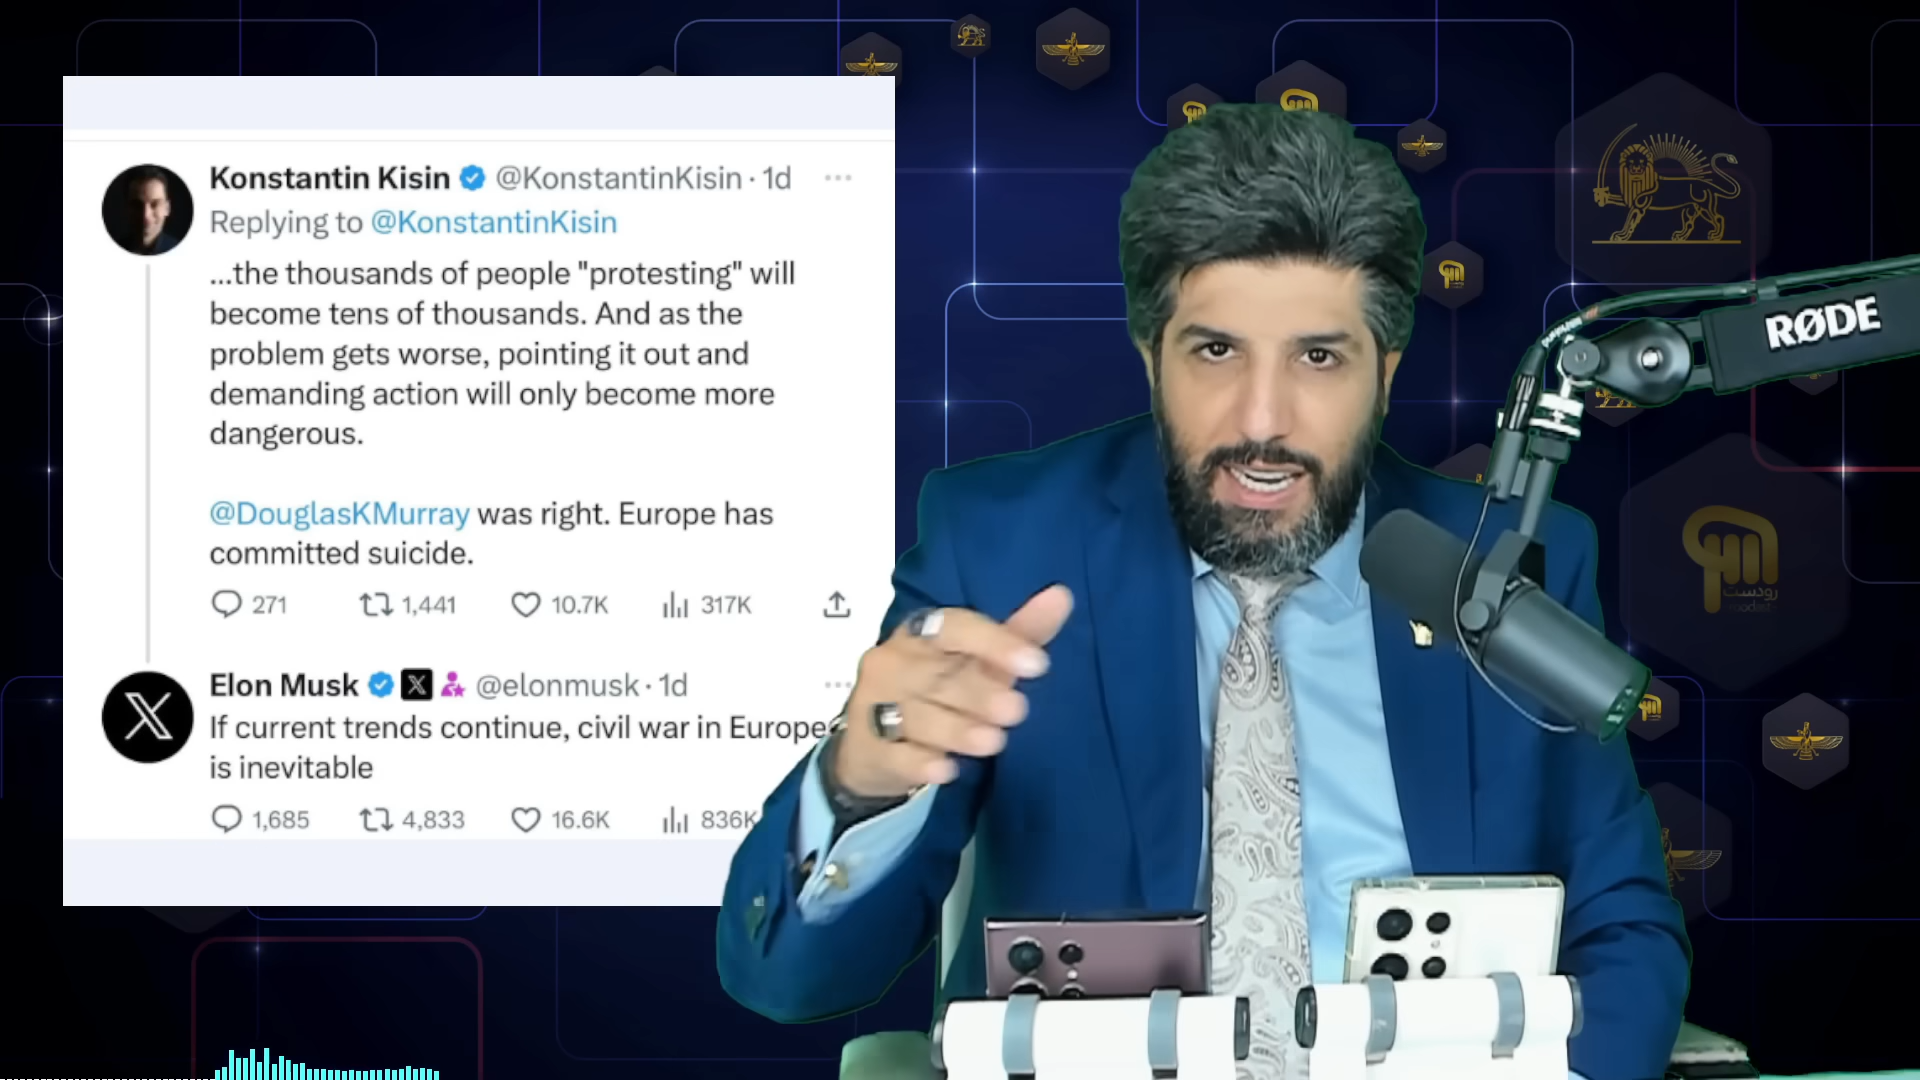 Konstantin Kisin @KonstantinKisin · 1d
Replying to @KonstantinKisin
...the thousands of people "protesting" will
become tens of thousands. And as the
problem gets worse, pointing it out and
demanding action will only become more
dangerous.
@DouglasKMurray was right. Europe has
committed suicide.
271 1,441 10.7K 317K
Elon Musk @elonmusk · 1d
If current trends continue, civil war in Europe
is inevitable
1,685 4,833 16.6K 836K
RØDE
رودست